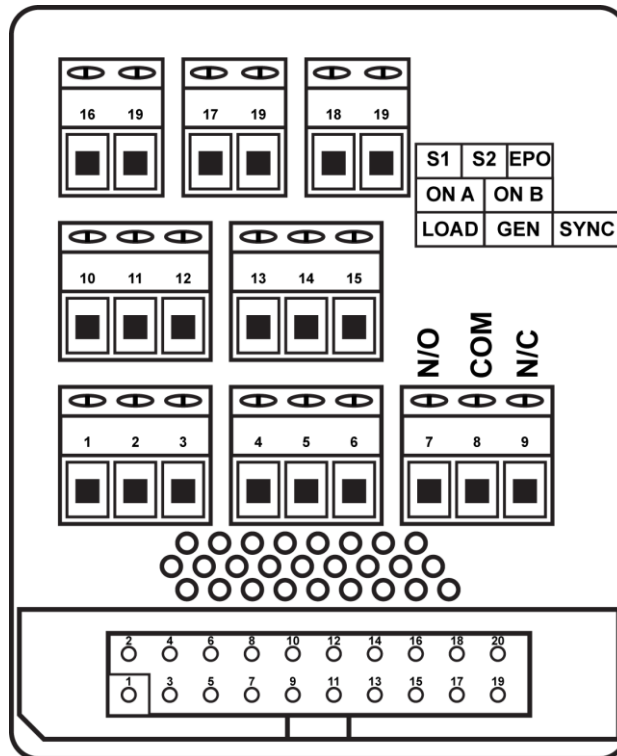 16 19 17 19 18 19
S1 S2 EPO
ON A ON B
LOAD GEN SYNC
10 11 12 13 14 15
N/O COM N/C
1 2 3 4 5 6 7 8 9
2 4 6 8 10 12 14 16 18 20
1 3 5 7 9 11 13 15 17 19